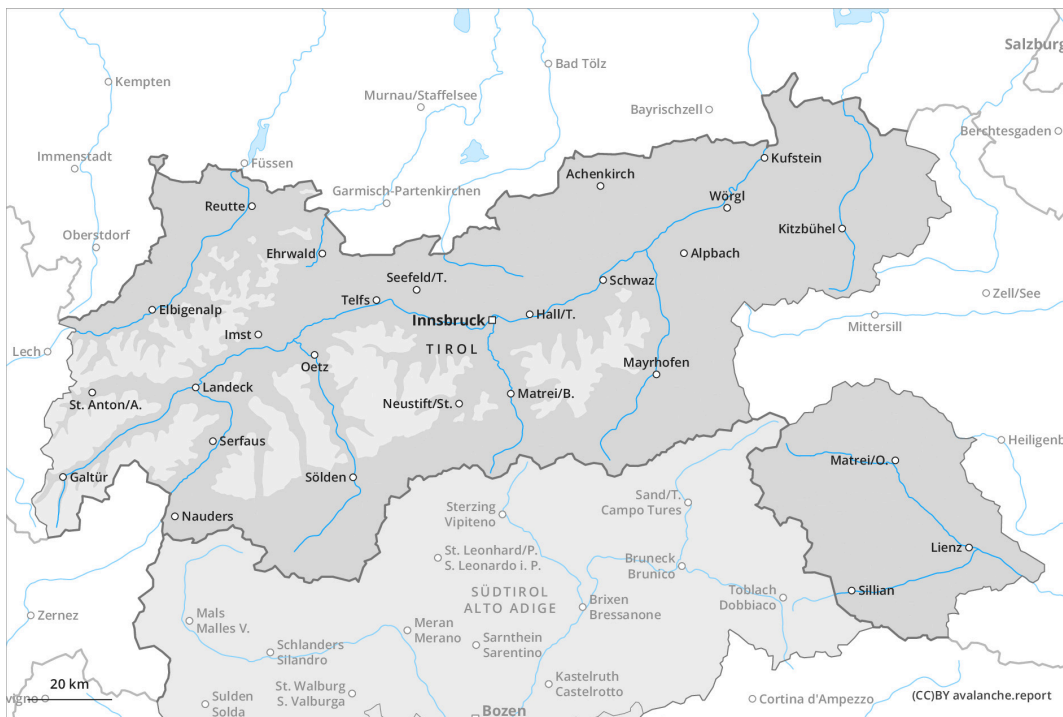 Salzburg
Kempten
Bad Tölz
Murnau/Staffelsee
Bayrischzell
Berchtesgaden
Immenstadt
Füssen
Kufstein
Achenkirch
Garmisch-Partenkirchen
Reutte
Wörgl
Oberstdorf
Kitzbühel
Ehrwald
Alpbach
Seefeld/T.
Schwaz
Zell/See
Telfs
Elbigenalp
Innsbruck
Hall/T.
Mittersill
Imst
TIROL
Lech
Oetz
Mayrhofen
Landeck
St. Anton/A.
Neustift/St.
Matrei/B.
Serfaus
Heiligenb
Matrei/O.
Galtür
Sölden
Sand/T.
Campo Tures
Sterzing
Vipiteno
Nauders
Lienz
St. Leonhard/P.
S. Leonardo i. P.
Bruneck
Brunico
SÜDTIROL
ALTO ADIGE
Toblach
Dobbiaco
Sillian
Brixen
Bressanone
Zernez
Mals
Malles V.
Meran
Merano
Sarnthein
Sarentino
Schlanders
Silandro
Kastelruth
Castelrotto
20 km
vigno
St. Walburg
S. Valburga
Sulden
Solda
Cortina d'Ampezzo
(CC)BY avalanche.report
Bozen